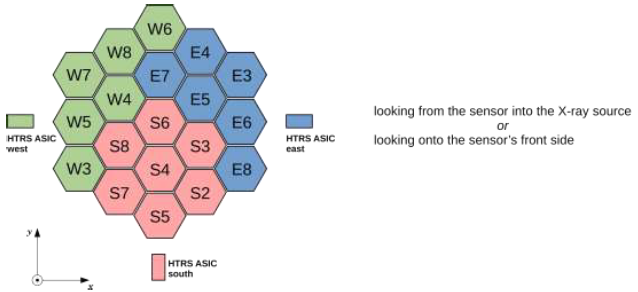 W6
W8 E4
W7 E7 E3
W4 E5
W5 S6 E6
S8 S3
W3 S4 E8
S7 S2
S5
HTRS ASIC
west
HTRS ASIC
east
HTRS ASIC
south
looking from the sensor into the X-ray source
or
looking onto the sensor's front side
y
x